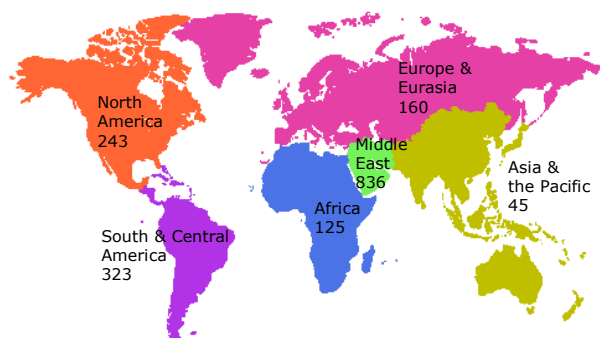 Europe &
Eurasia
160
North
America
243
Middle
East
836
Asia &
the Pacific
45
Africa
125
South & Central
America
323